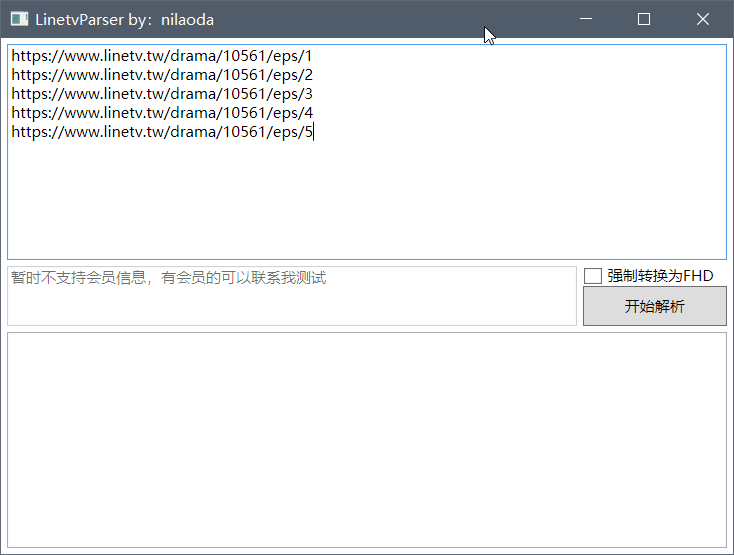 LinetvParser by：nilaoda
https://www.linetv.tw/drama/10561/eps/1
https://www.linetv.tw/drama/10561/eps/2
https://www.linetv.tw/drama/10561/eps/3
https://www.linetv.tw/drama/10561/eps/4
https://www.linetv.tw/drama/10561/eps/5
暂时不支持会员信息，有会员的可以联系我测试
强制转换为FHD
开始解析